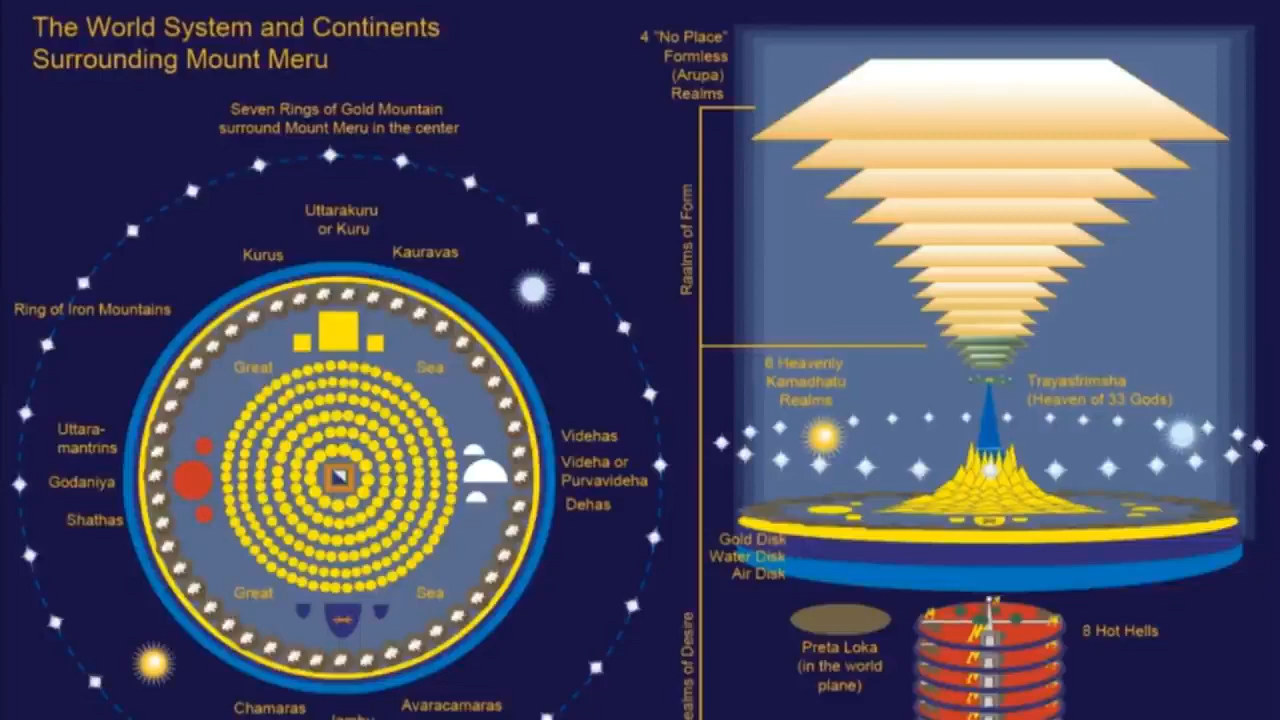 The World System and Continents
Surrounding Mount Meru
Seven Rings of Gold Mountain
surround Mount Meru in the center
Uttarakuru
or Kuru
Kurus
Kauravas
Ring of Iron Mountains
Great
Sea
Uttara-
mantrins
Godaniya
Shathas
Videhas
Videha or
Purvavideha
Dehas
Great
Sea
Chamaras
Avaracamaras
4 "No Place"
Formless
(Arupa)
Realms
Realms of Form
6 Heavenly
Kamadhatu
Realms
Trayastrimsha
(Heaven of 33 Gods)
Gold Disk
Water Disk
Air Disk
Preta Loka
(in the world
plane)
8 Hot Hells
of Desire